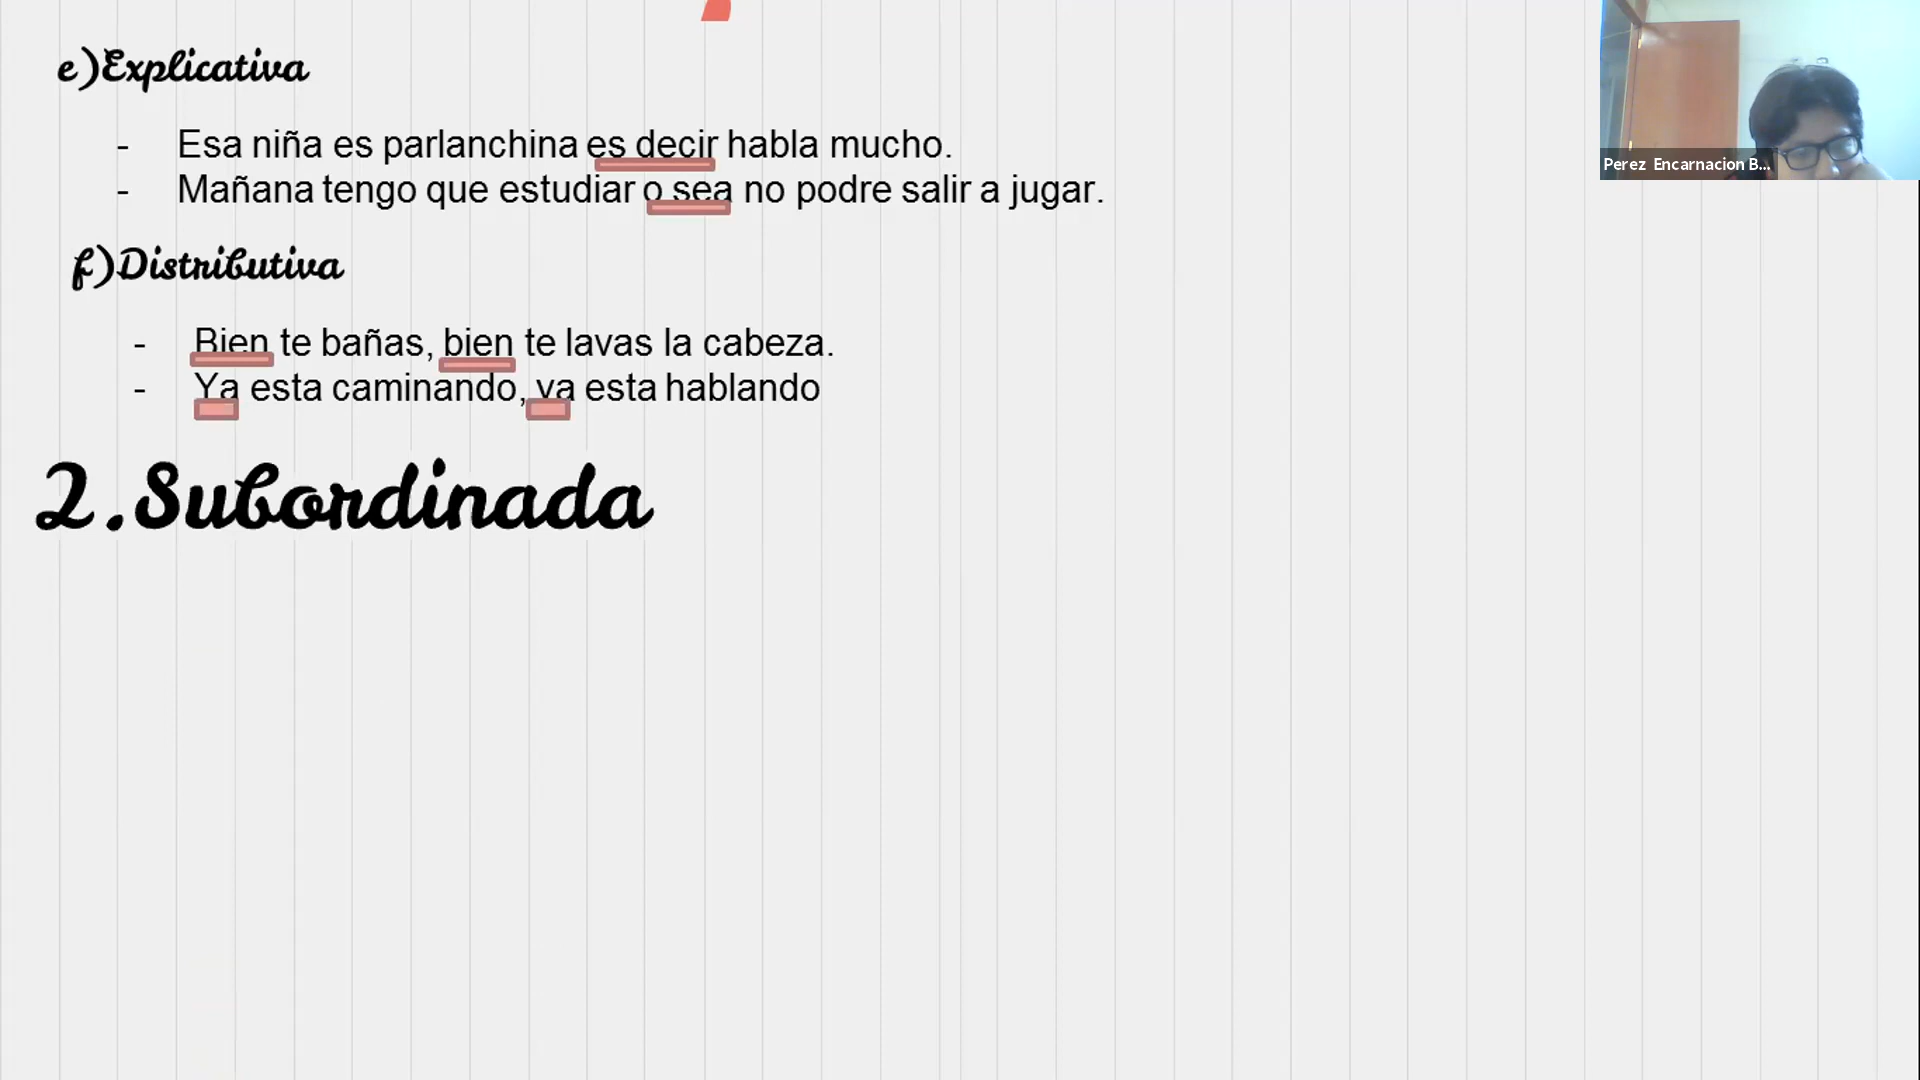 e)Explicativa
- Esa niña es parlanchina es decir habla mucho.
- Mañana tengo que estudiar o sea no podre salir a jugar.
f)Distributiva
- Bien te bañas, bien te lavas la cabeza.
- Ya esta caminando, ya esta hablando
2.Subordinada
Perez Encarnacion B...